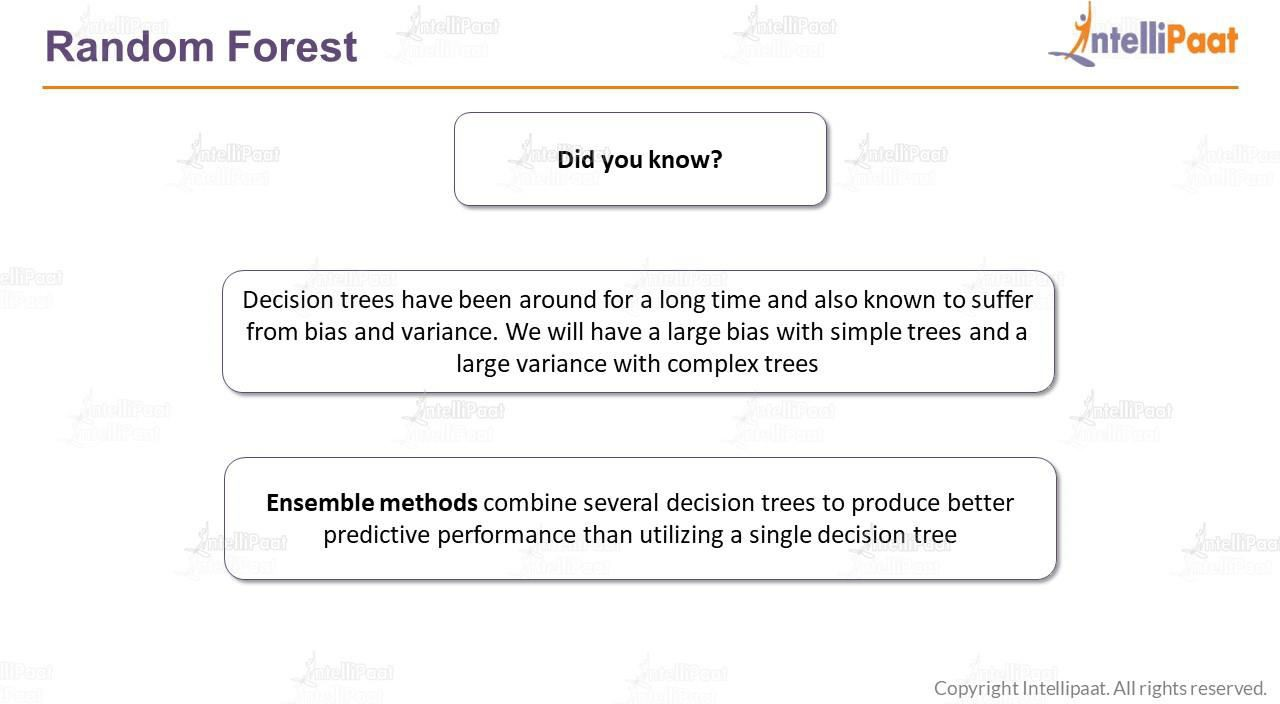 Random Forest
IntelliPaat
Did you know?
Decision trees have been around for a long time and also known to suffer
from bias and variance. We will have a large bias with simple trees and a
large variance with complex trees
Ensemble methods combine several decision trees to produce better
predictive performance than utilizing a single decision tree
Copyright Intellipaat. All rights reserved.